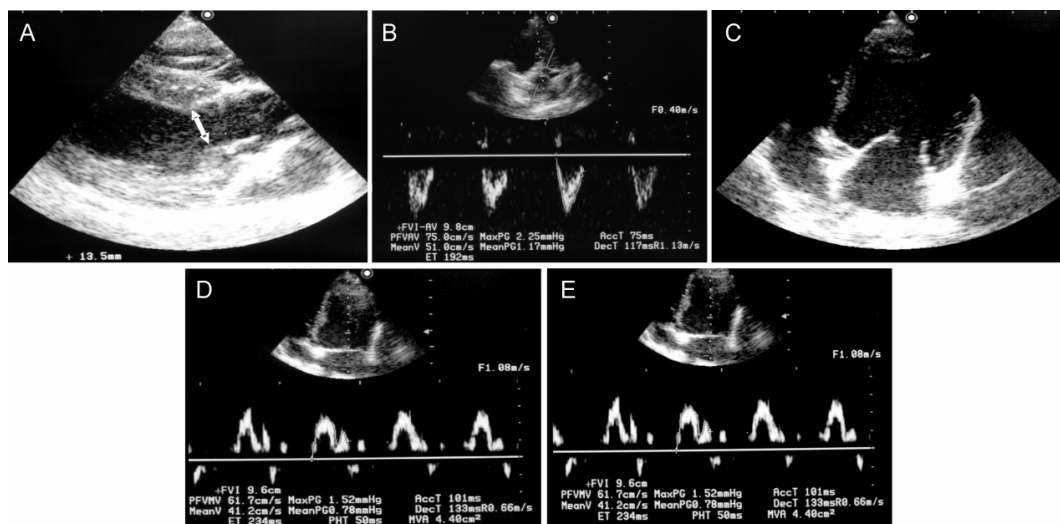 A
+ 13.5mm
B
F0.40m/s
+FVI-AV 9.8cm
PFVAV 75.0cm/s MaxPG 2.25mmHg AccT 75ms
MeanV 51.0cm/s MeanPG1.17mmHg DecT 117msR1.13m/s
ET 192ms
C
D
F1.08m/s
+FVI 9.6cm
PFVMV 61.7cm/s MaxPG 1.52mmHg AccT 101ms
MeanV 41.2cm/s MeanPG0.78mmHg DecT 133msR0.66m/s
ET 234ms PHT 50ms MVA 4.40cm²
E
F1.08m/s
+FVI 9.6cm
PFVMV 61.7cm/s MaxPG 1.52mmHg AccT 101ms
MeanV 41.2cm/s MeanPG0.78mmHg DecT 133msR0.66m/s
ET 234ms PHT 50ms MVA 4.40cm²